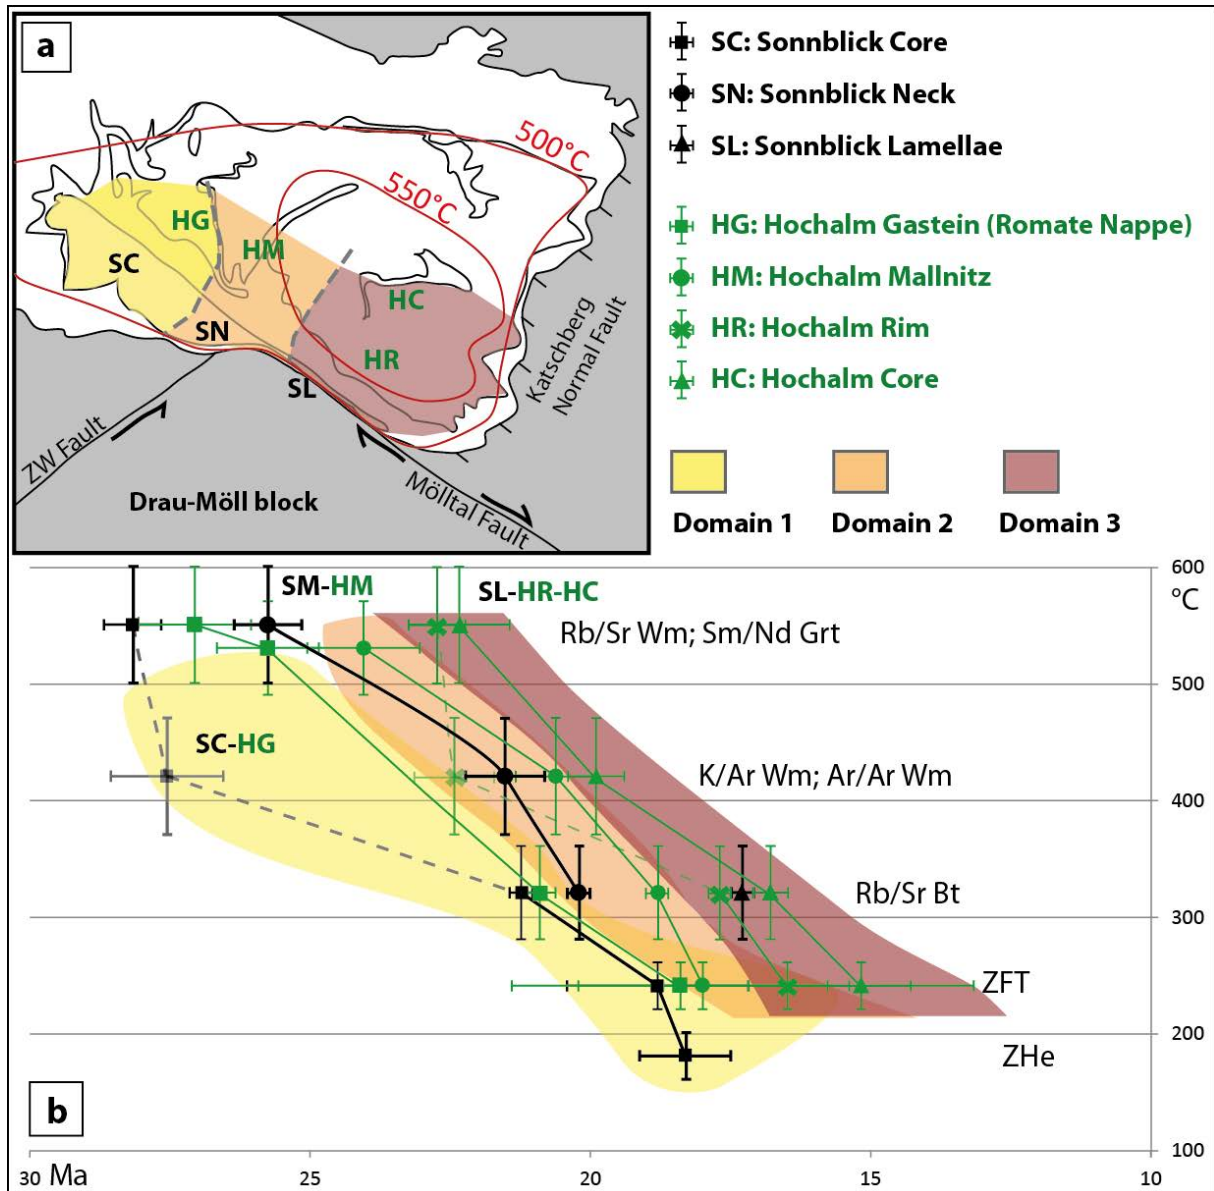 a
500°C
550°C
HG
HM
SC
HC
SN
HR
SL
Katschberg
Normal Fault
ZW Fault
Drau-Möll block
Mölltal Fault
SC: Sonnblick Core
SN: Sonnblick Neck
SL: Sonnblick Lamellae
HG: Hochalm Gastein (Romate Nappe)
HM: Hochalm Mallnitz
HR: Hochalm Rim
HC: Hochalm Core
Domain 1
Domain 2
Domain 3
600
ºC
SM-HM
SL-HR-HC
Rb/Sr Wm; Sm/Nd Grt
500
SC-HG
K/Ar Wm; Ar/Ar Wm
400
Rb/Sr Bt
300
ZFT
200
ZHe
b
100
30 Ma
25
20
15
10